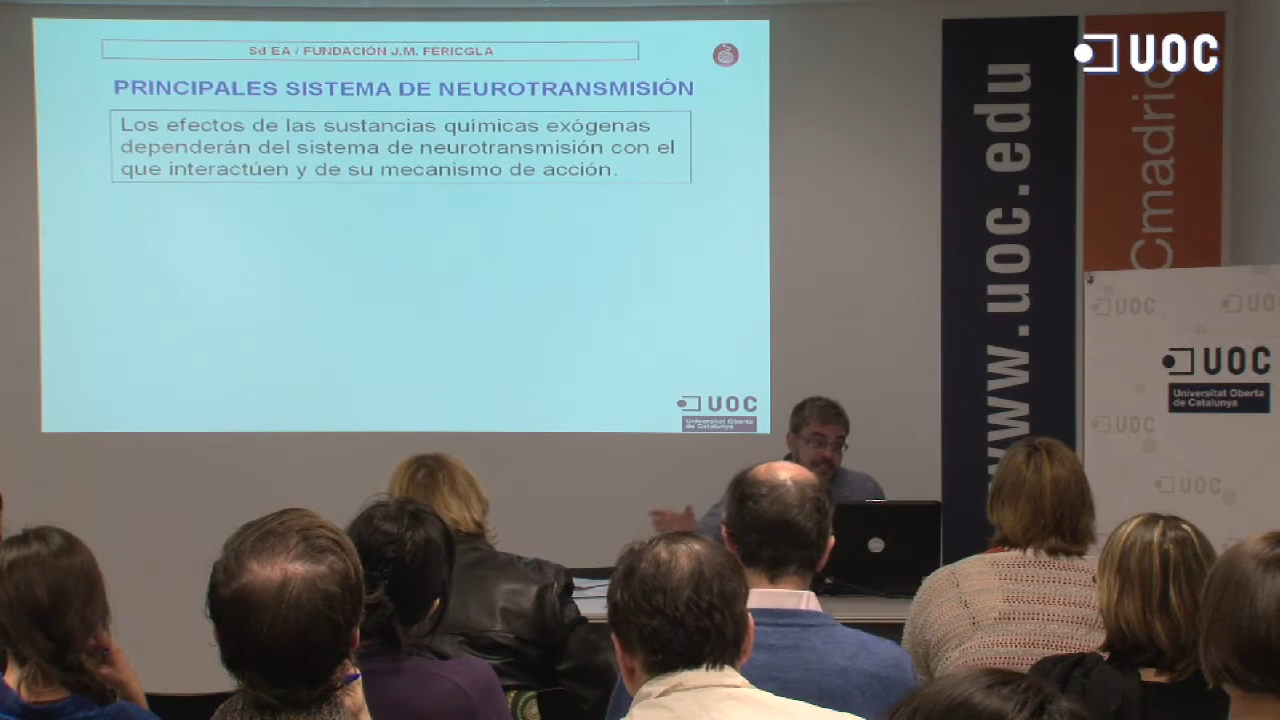 Sd'EA / FUNDACIÓN J.M. FERICGLA
PRINCIPALES SISTEMA DE NEUROTRANSMISIÓN
Los efectos de las sustancias químicas exógenas
dependerán del sistema de neurotransmisión con el
que interactúen y de su mecanismo de acción.
UOC
Universitat Oberta
de Catalunya
www.uoc.edu
Cmadrid
UOC
UOC
UOC
UOC
Universitat Oberta
de Catalunya
UOC
UOC